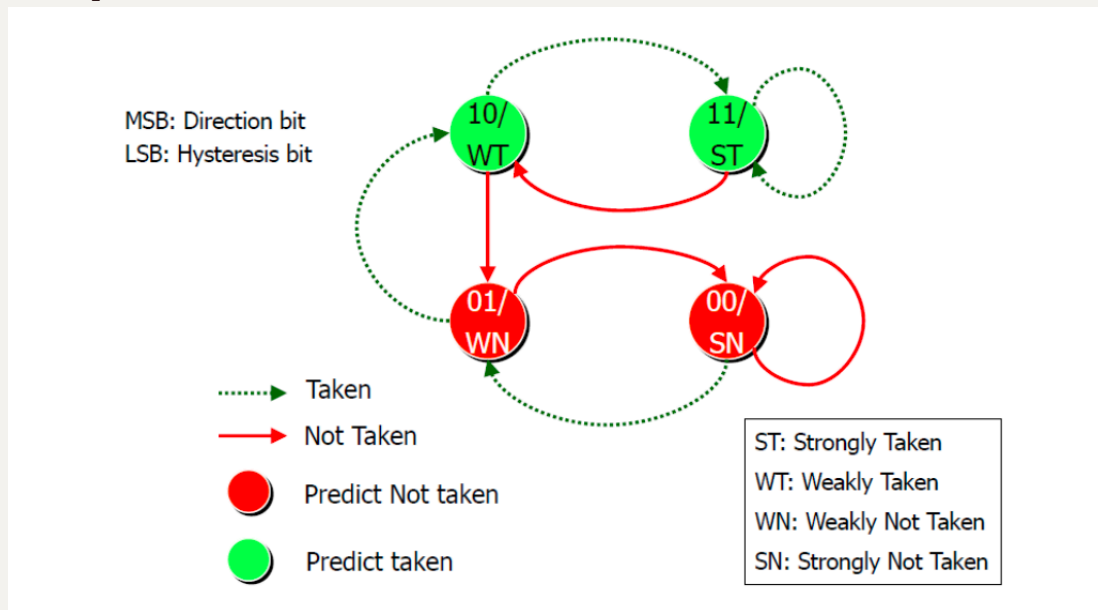 MSB: Direction bit
LSB: Hysteresis bit
10/
WT
11/
ST
01/
WN
00/
SN
Taken
Not Taken
Predict Not taken
Predict taken
ST: Strongly Taken
WT: Weakly Taken
WN: Weakly Not Taken
SN: Strongly Not Taken